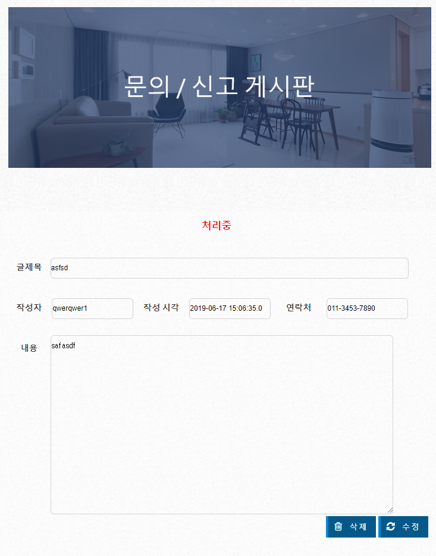 문의 / 신고 게시판
처리중
글제목 asfsd
작성자 qwerqwer1 작성 시각 2019-06-17 15:06:35.0 연락처 011-3453-7890
내용 safasdf
삭제 수정